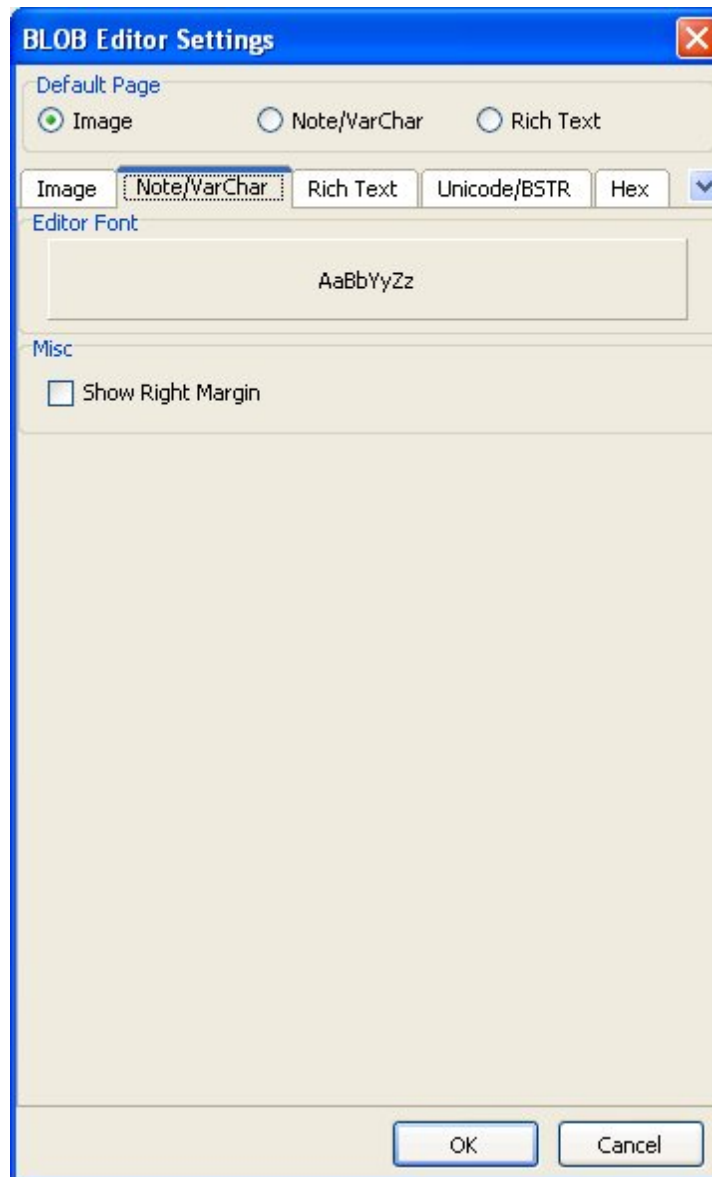 BLOB Editor Settings
Default Page
Image Note/VarChar Rich Text
Image Note/VarChar Rich Text Unicode/BSTR Hex
Editor Font
AaBbYyZz
Misc
Show Right Margin
OK Cancel